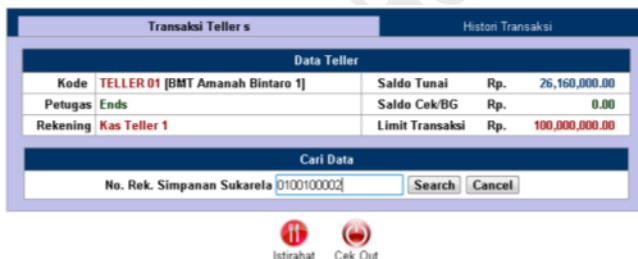 Transaksi Teller s Histori Transaksi
Data Teller
Kode TELLER 01 [BMT Amanah Bintaro 1] Saldo Tunai Rp. 26,160,000.00
Petugas Ends Saldo Cek/BG Rp. 0.00
Rekening Kas Teller 1 Limit Transaksi Rp. 100,000,000.00
Cari Data
No. Rek. Simpanan Sukarela 0100100002 Search Cancel
Istirahat Cek Out